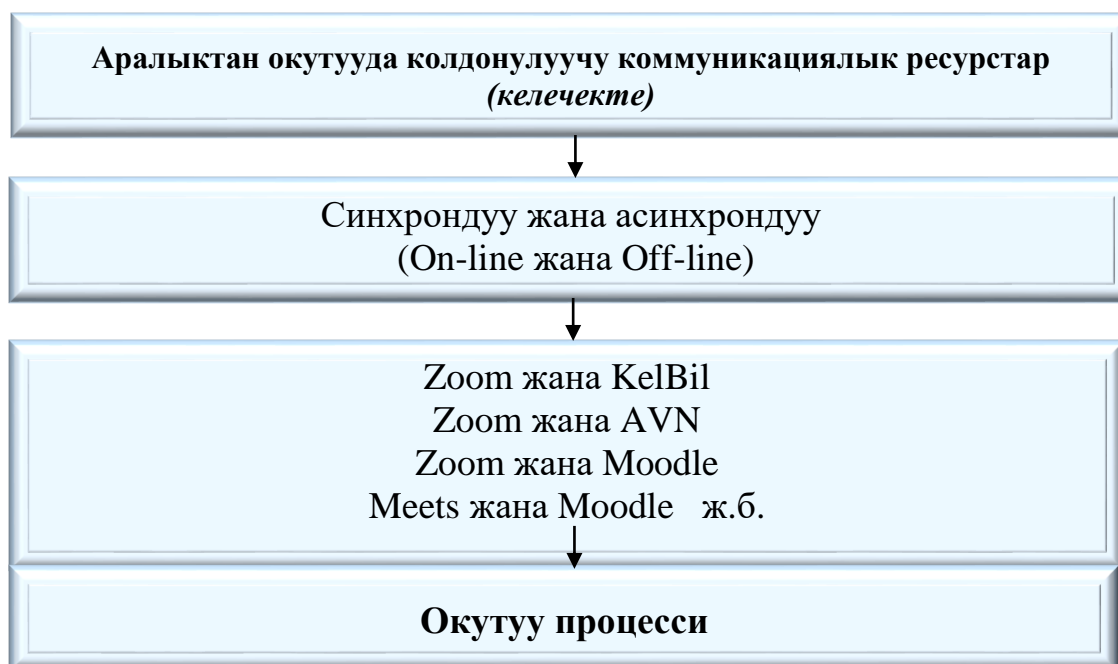 Аралыктан окутууда колдонулуучу коммуникациялык ресурстар
(келечекте)
Синхрондуу жана асинхрондуу
(On-line жана Off-line)
Zoom жана KelBil
Zoom жана AVN
Zoom жана Moodle
Meets жана Moodle ж.б.
Окутуу процесси